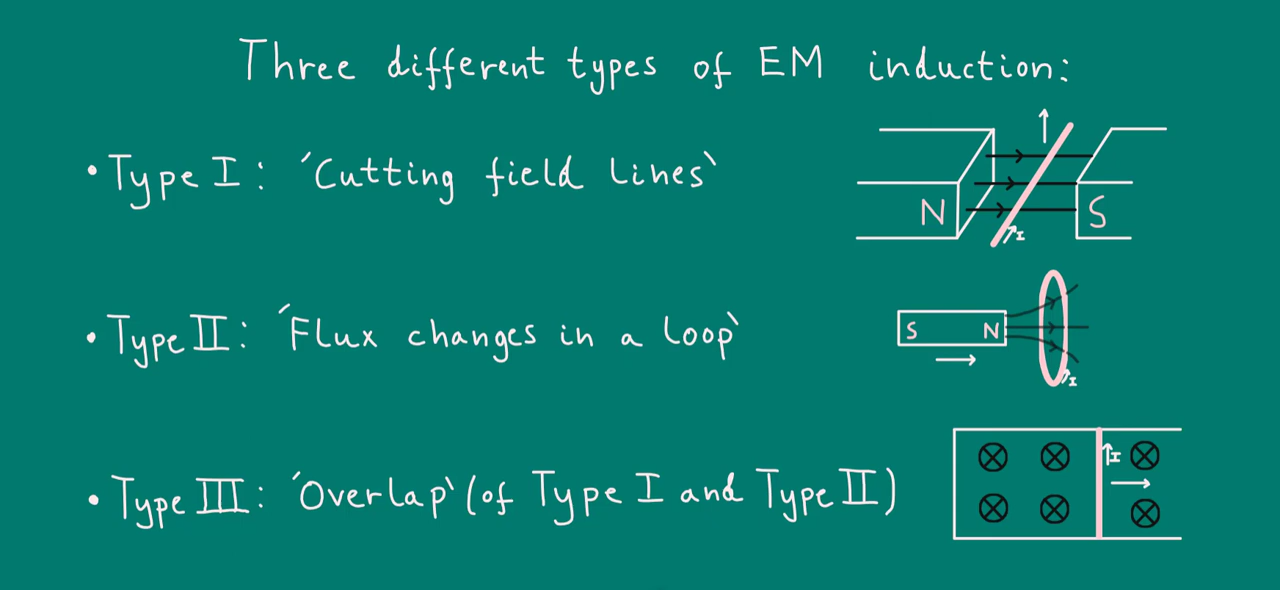 Three different types of EM induction:
• Type I: ´Cutting field lines`
N
S
I
• Type II: ´Flux changes in a loop`
S
N
I
• Type III: ´Overlap` (of Type I and Type II)
I